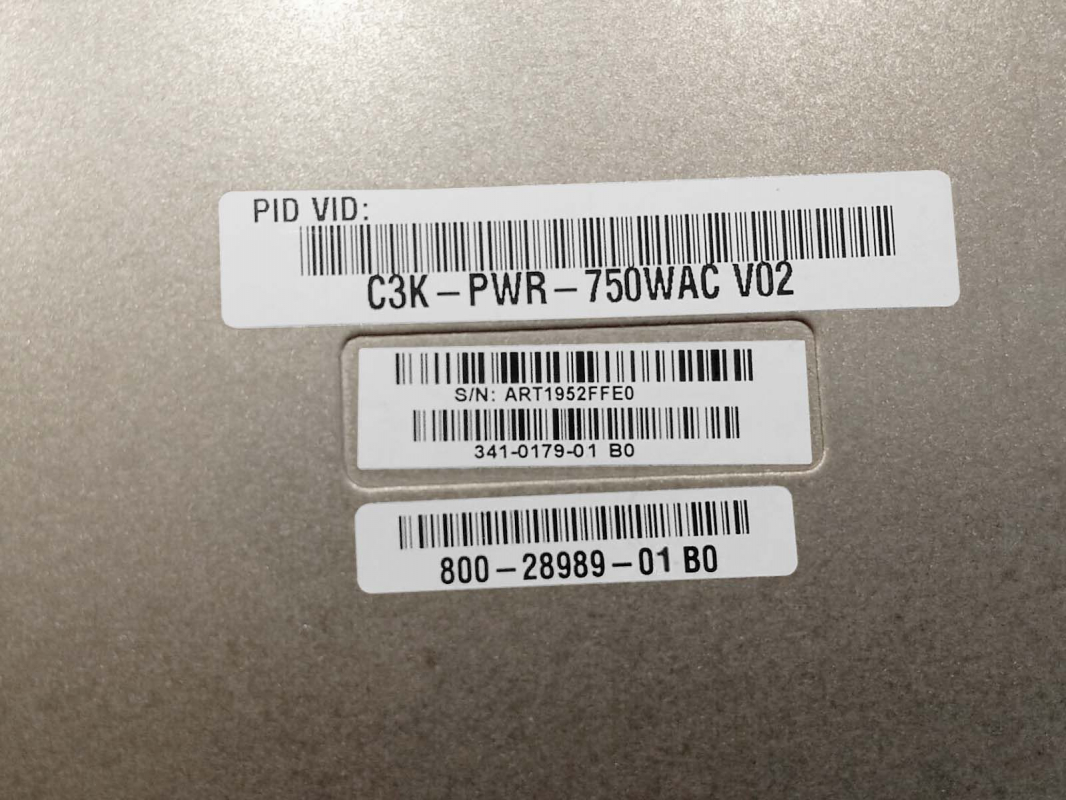 PID VID:
C3K-PWR-750WAC V02
S/N: ART1952FFE0
341-0179-01 B0
800-28989-01 B0